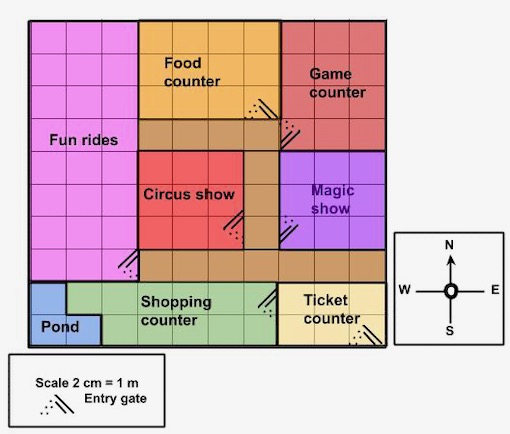 Food
counter
Game
counter
Fun rides
Circus show
Magic
show
N
W
E
S
Shopping
counter
Ticket
counter
Pond
Scale 2 cm = 1 m
Entry gate